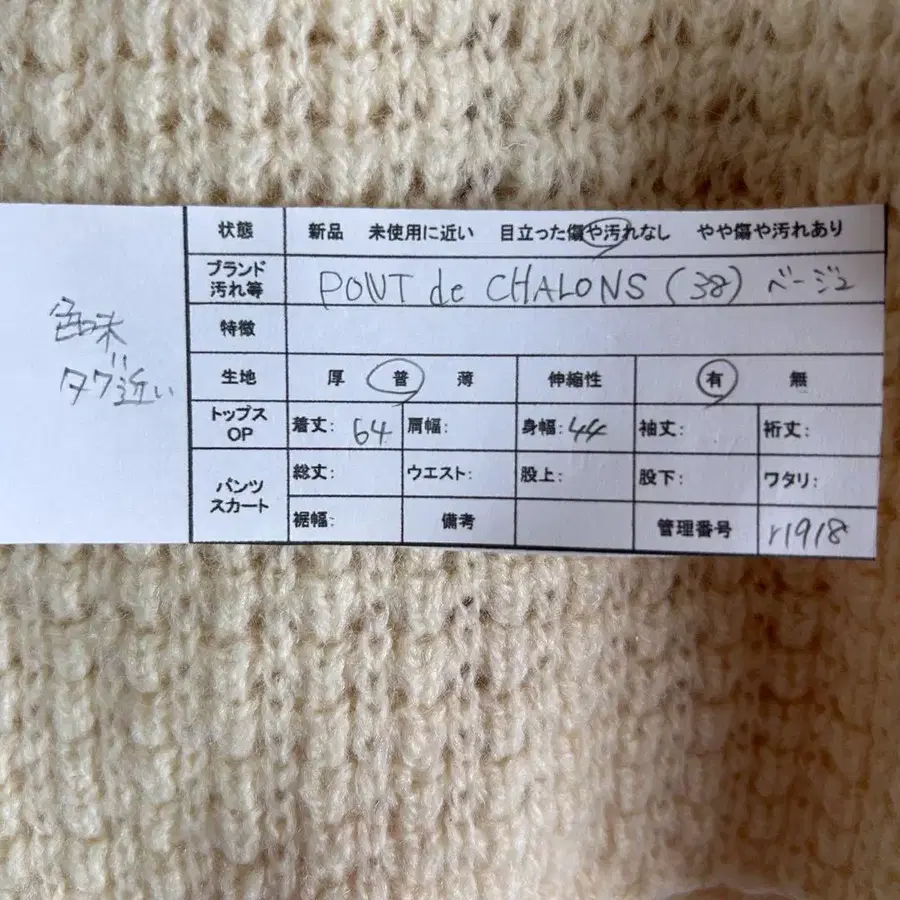 色味
タグ近い
状態 新品 未使用に近い 目立った傷や汚れなし やや傷や汚れあり
ブランド
汚れ等 PONT de CHALONS (38) ベージュ
特徴
生地 厚 普 薄 伸縮性 有 無
トップス
OP 着丈: 64 肩幅: 身幅: 44 袖丈: 裄丈:
パンツ
スカート 総丈: ウエスト: 股上: 股下: ワタリ:
裾幅: 備考 管理番号 r1918